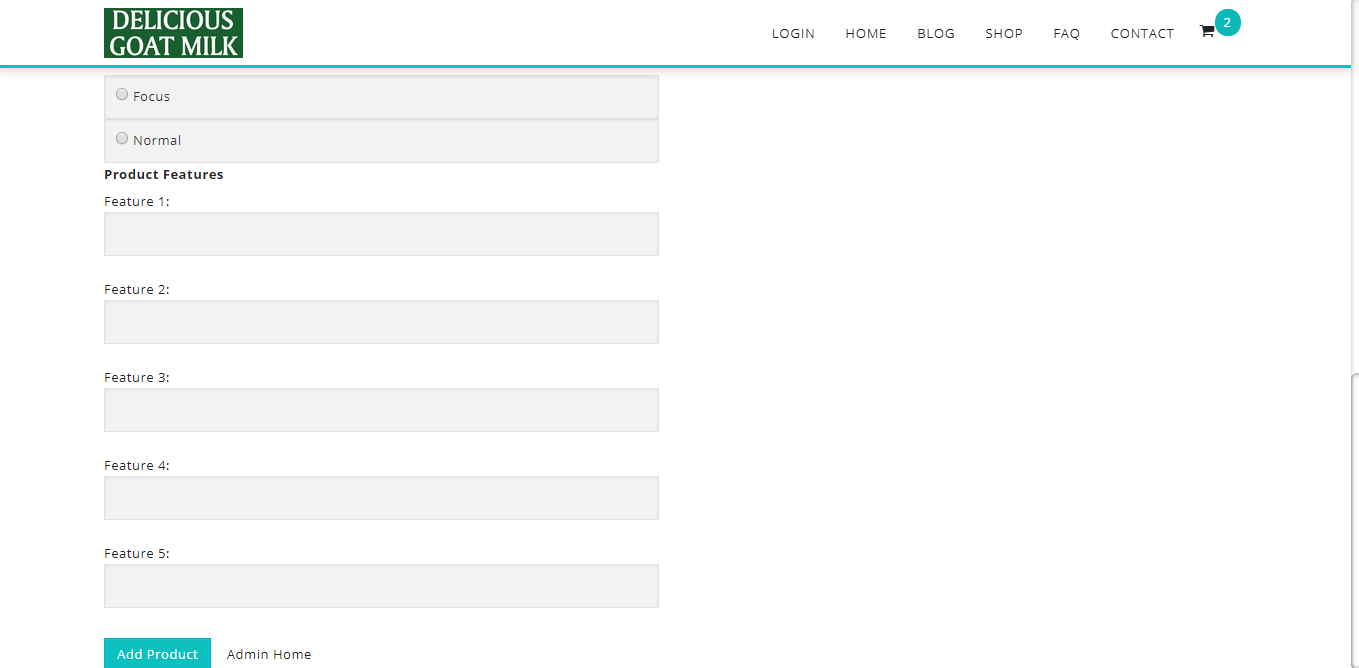 DELICIOUS
GOAT MILK
LOGIN HOME BLOG SHOP FAQ CONTACT 2
Focus
Normal
Product Features
Feature 1:
Feature 2:
Feature 3:
Feature 4:
Feature 5:
Add Product Admin Home